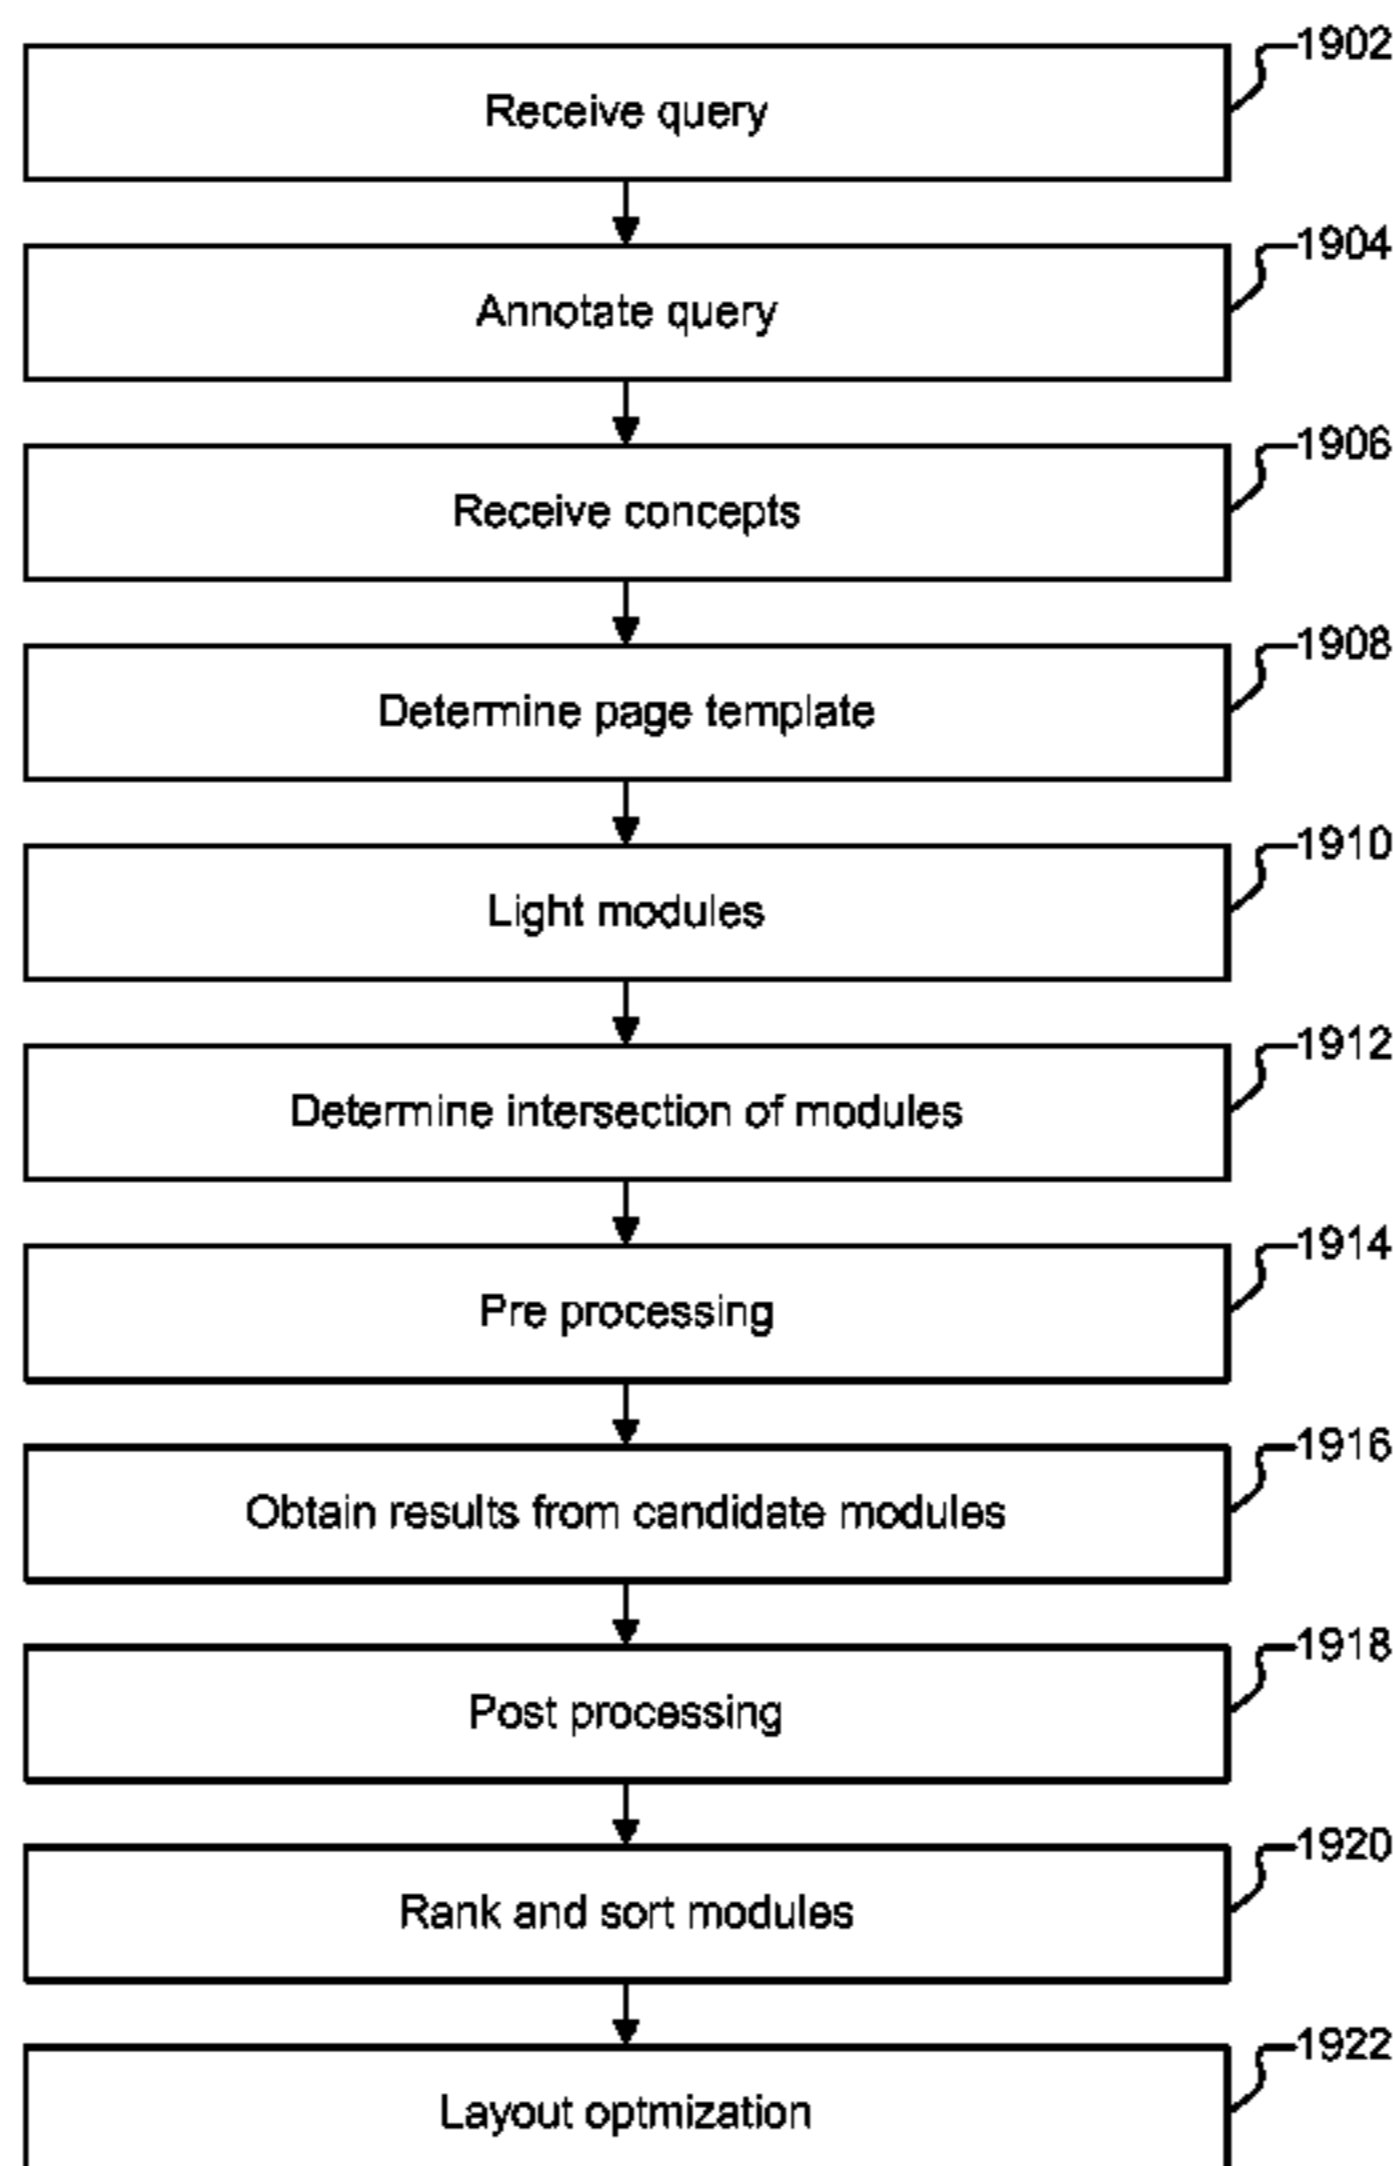 1902
Receive query
1904
Annotate query
1906
Receive concepts
1908
Determine page template
1910
Light modules
1912
Determine intersection of modules
1914
Pre processing
1916
Obtain results from candidate modules
1918
Post processing
1920
Rank and sort modules
1922
Layout optmization